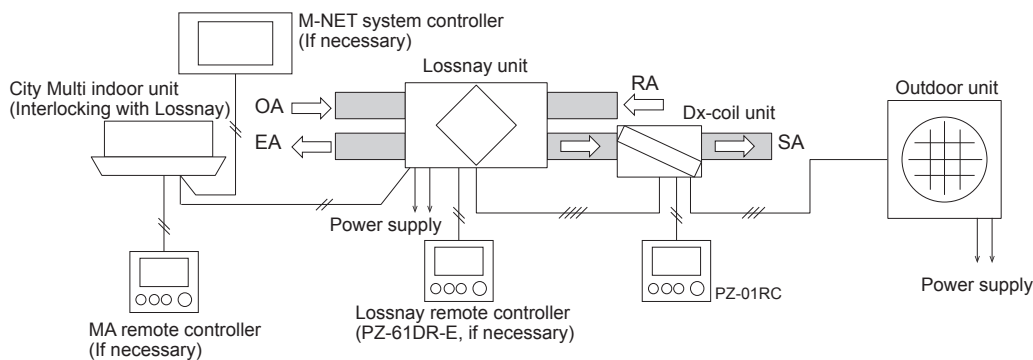 M-NET system controller
(If necessary)
City Multi indoor unit
(Interlocking with Lossnay)
Lossnay unit
OA
EA
RA
Dx-coil unit
SA
Outdoor unit
Power supply
MA remote controller
(If necessary)
Lossnay remote controller
(PZ-61DR-E, if necessary)
PZ-01RC
Power supply